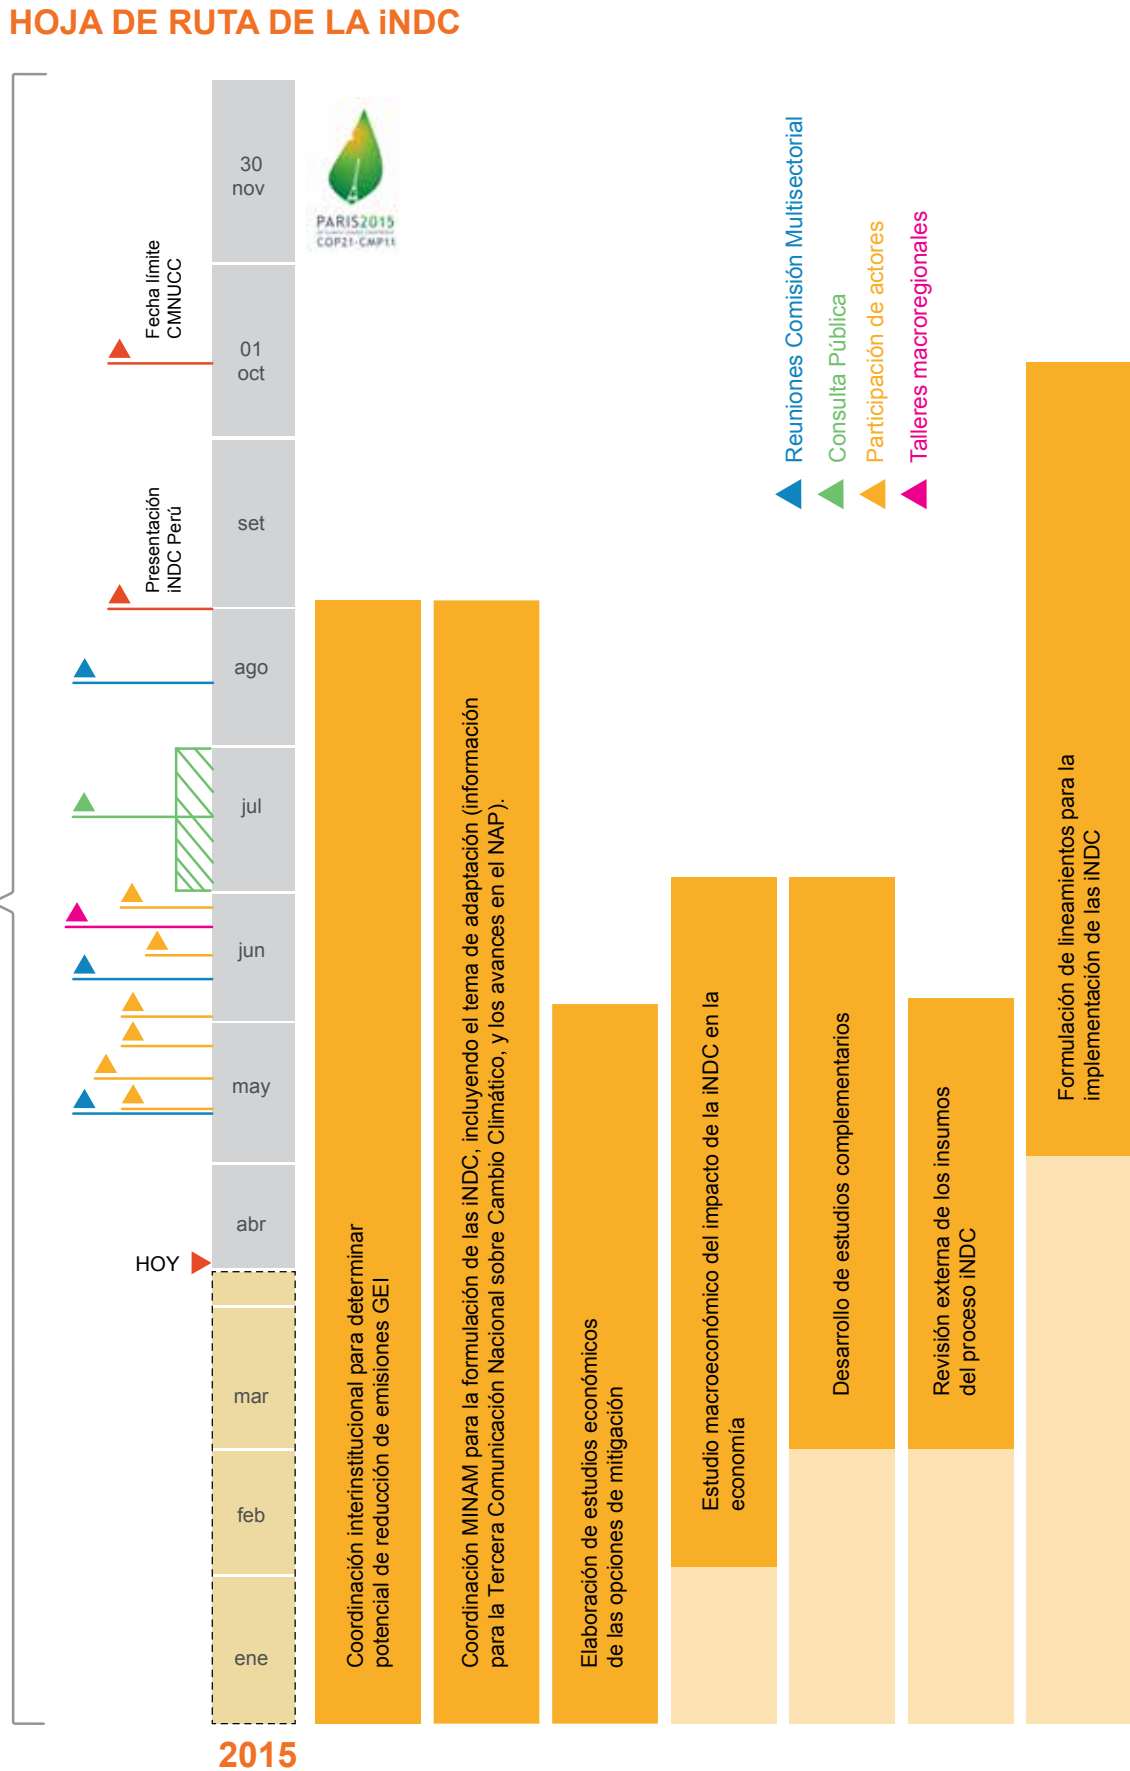 HOJA DE RUTA DE LA iNDC
30
nov
PARIS2015
COP21-CMP11
Fecha límite
CMNUCC
01
oct
Reuniones Comisión Multisectorial
Consulta Pública
Participación de actores
Talleres macroregionales
Presentación
iNDC Perú
set
ago
jul
jun
may
abr
HOY
mar
feb
ene
2015
Coordinación interinstitucional para determinar
potencial de reducción de emisiones GEI
Coordinación MINAM para la formulación de las iNDC, incluyendo el tema de adaptación (información
para la Tercera Comunicación Nacional sobre Cambio Climático, y los avances en el NAP).
Elaboración de estudios económicos
de las opciones de mitigación
Estudio macroeconómico del impacto de la iNDC en la
economía
Desarrollo de estudios complementarios
Revisión externa de los insumos
del proceso iNDC
Formulación de lineamientos para la
implementación de las iNDC